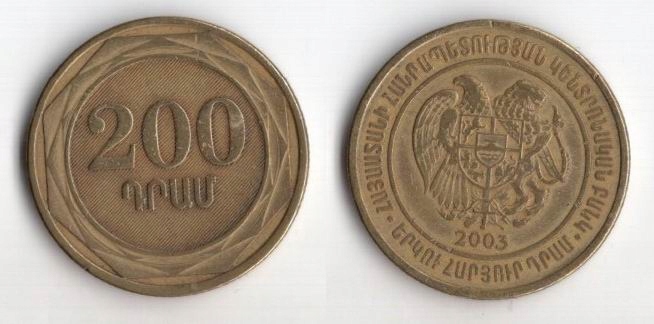 200
ԴՐԱՄ
ՀԱՅԱՍՏԱՆԻ ՀԱՆՐԱՊԵՏՈՒԹՅԱՆ ԿԵՆՏՐՈՆԱԿԱՆ ԲԱՆԿ
2003
• ԵՐԿՈՒ ՀԱՐՅՈՒՐ ԴՐԱՄ •